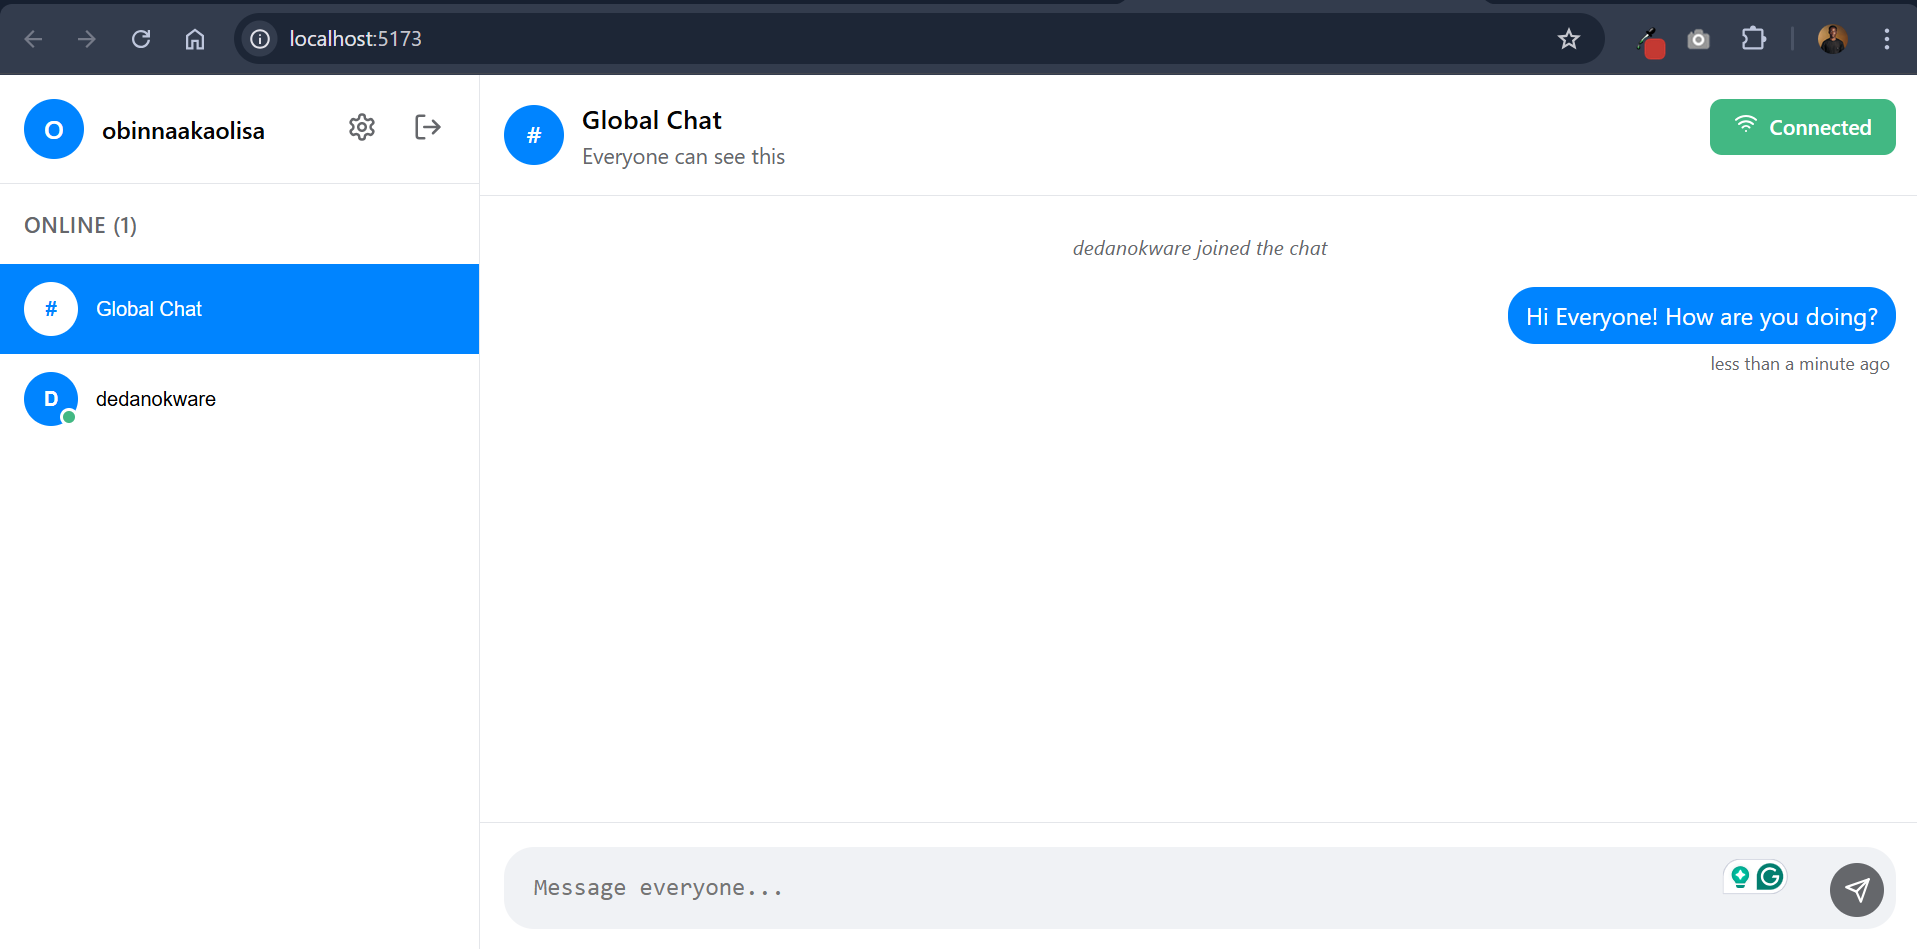 localhost:5173
O
obinnaakaolisa
ONLINE (1)
#
Global Chat
D
dedanokware
#
Global Chat
Everyone can see this
Connected
dedanokware joined the chat
Hi Everyone! How are you doing?
less than a minute ago
Message everyone...